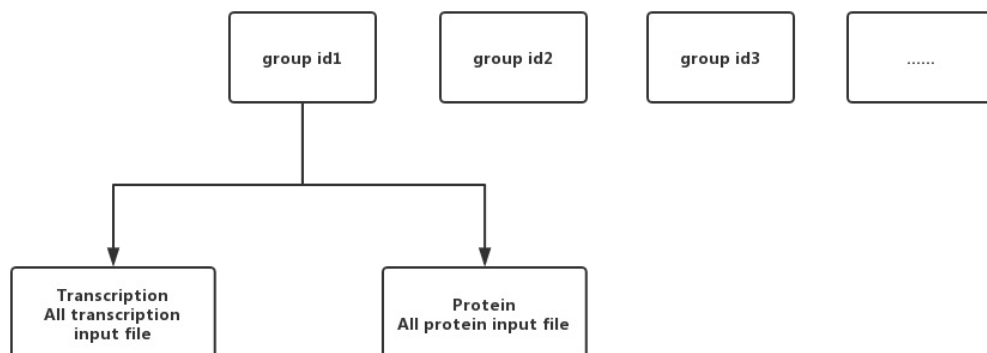 group id1
group id2
group id3
......
Transcription
All transcription
input file
Protein
All protein input file